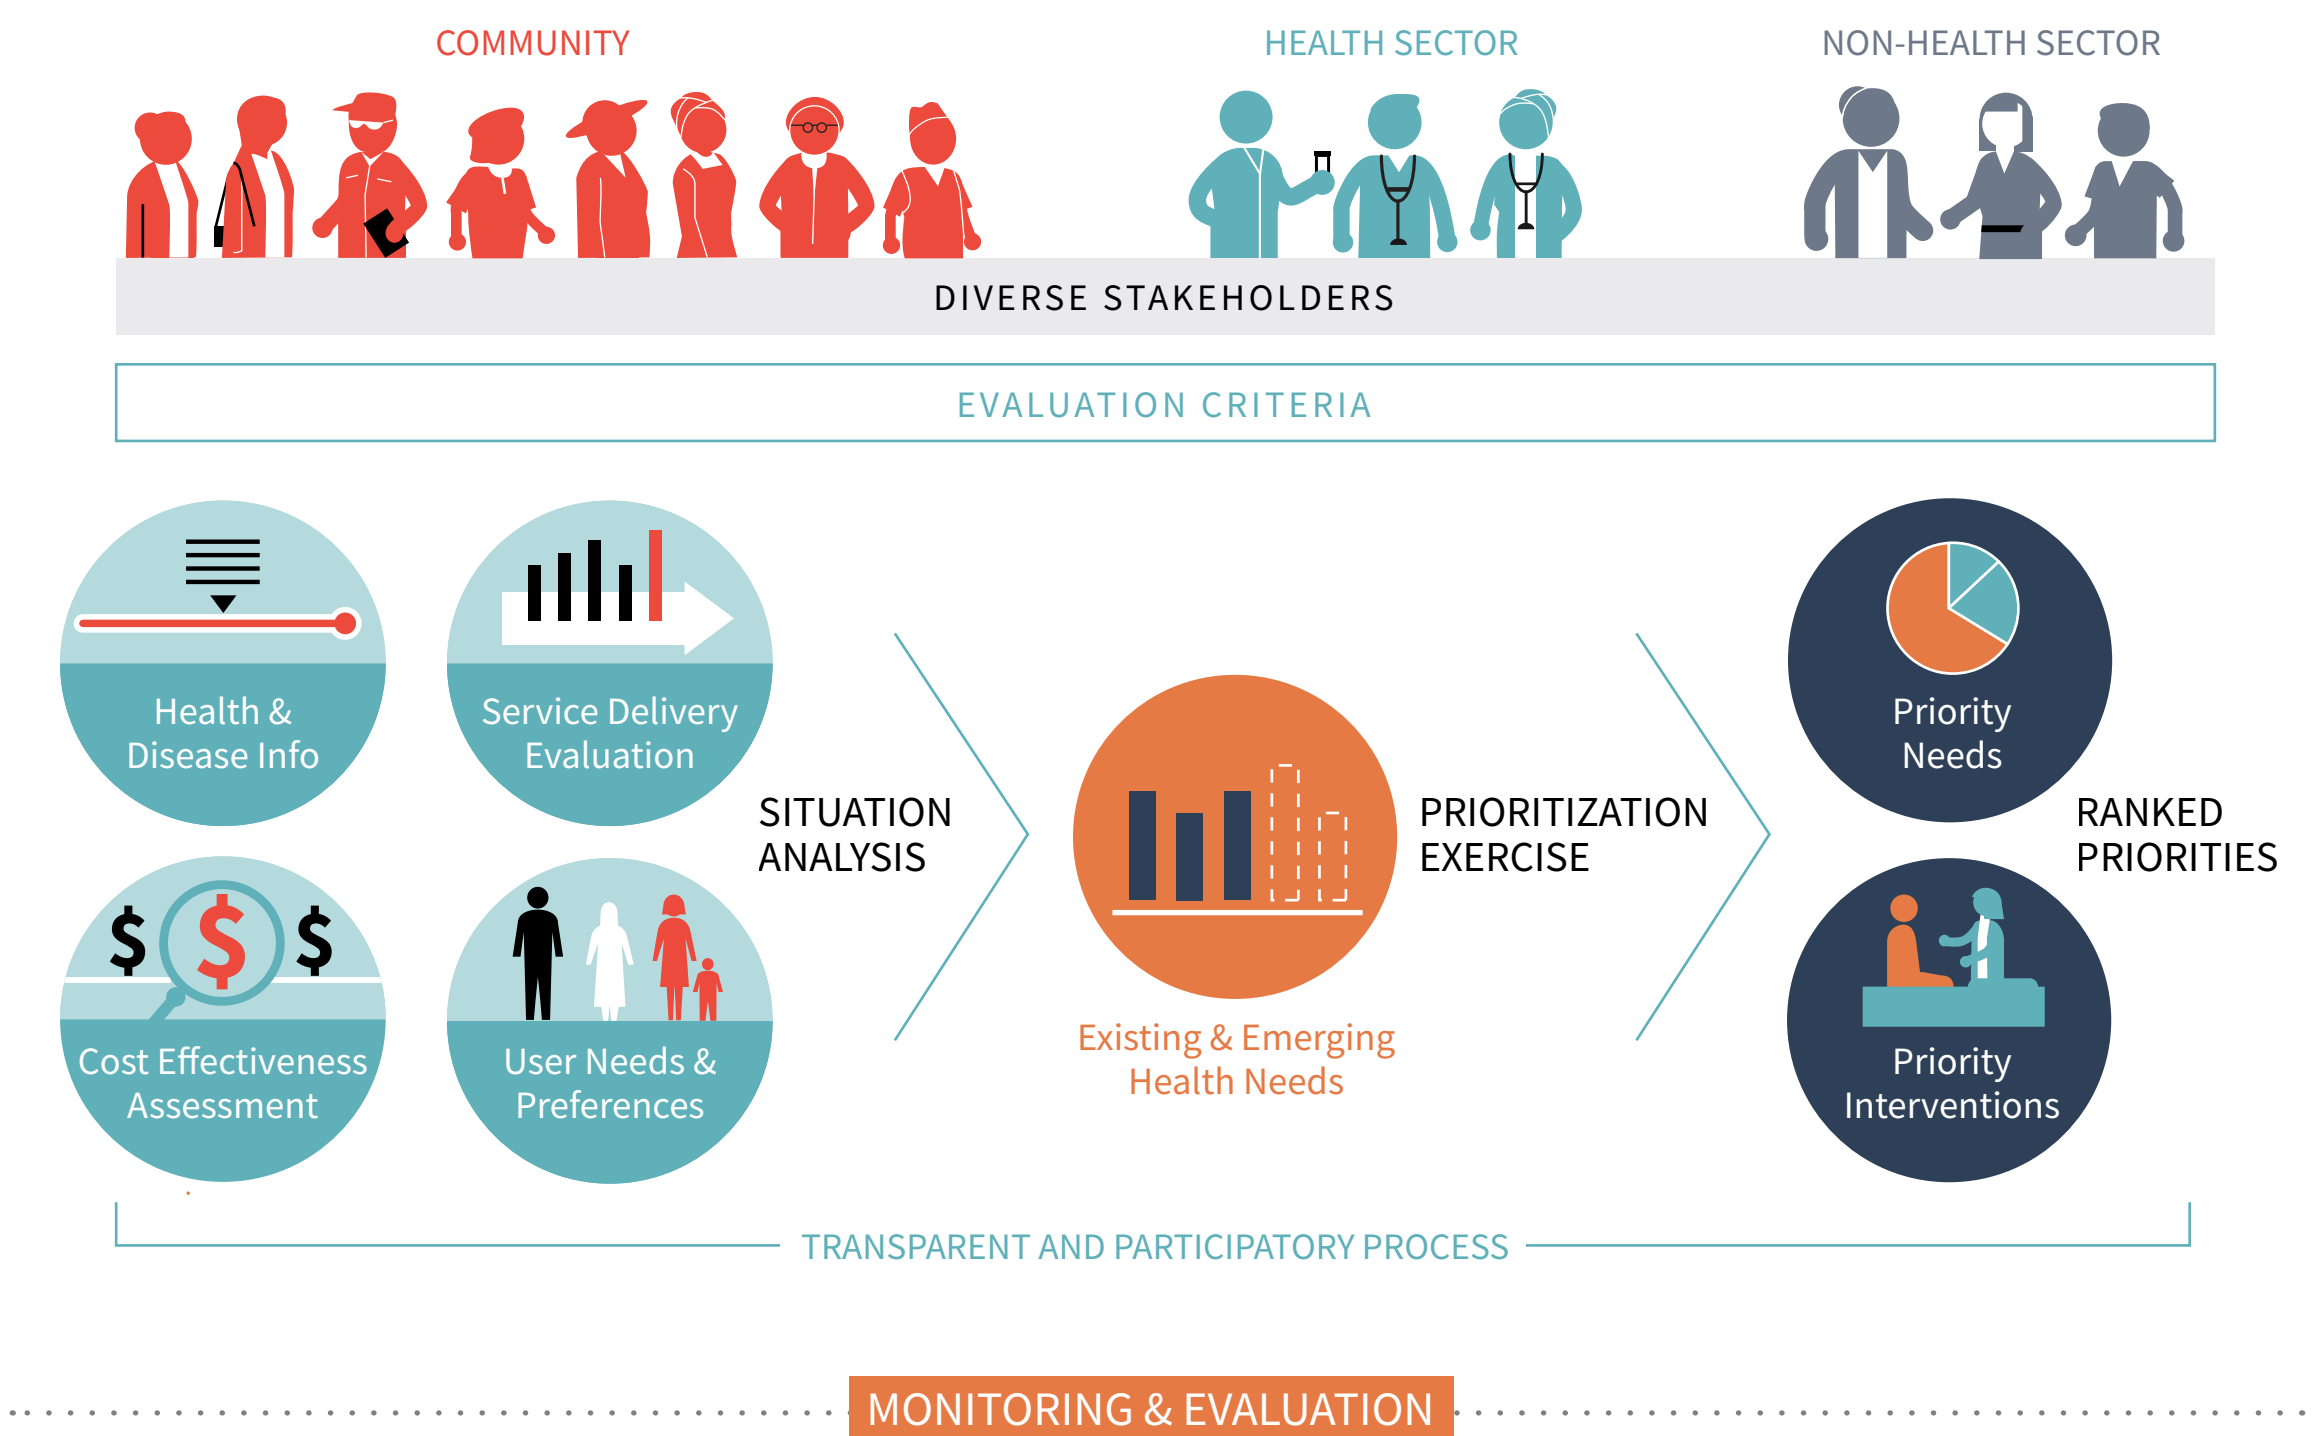 COMMUNITY
HEALTH SECTOR
NON-HEALTH SECTOR
DIVERSE STAKEHOLDERS
EVALUATION CRITERIA
Health &
Disease Info
Service Delivery
Evaluation
$ $ $
Cost Effectiveness
Assessment
User Needs &
Preferences
SITUATION
ANALYSIS
Existing & Emerging
Health Needs
PRIORITIZATION
EXERCISE
Priority
Needs
Priority
Interventions
RANKED
PRIORITIES
TRANSPARENT AND PARTICIPATORY PROCESS
MONITORING & EVALUATION